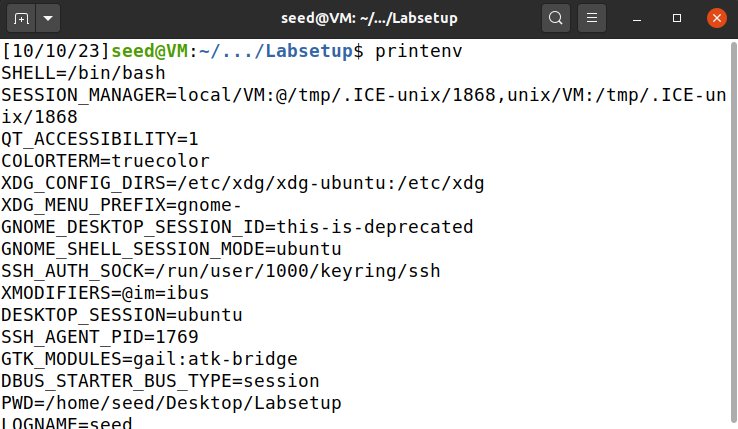 seed@VM: ~/.../Labsetup
[10/10/23]seed@VM:~/.../Labsetup$ printenv
SHELL=/bin/bash
SESSION_MANAGER=local/VM:@/tmp/.ICE-unix/1868,unix/VM:/tmp/.ICE-un
ix/1868
QT_ACCESSIBILITY=1
COLORTERM=truecolor
XDG_CONFIG_DIRS=/etc/xdg/xdg-ubuntu:/etc/xdg
XDG_MENU_PREFIX=gnome-
GNOME_DESKTOP_SESSION_ID=this-is-deprecated
GNOME_SHELL_SESSION_MODE=ubuntu
SSH_AUTH_SOCK=/run/user/1000/keyring/ssh
XMODIFIERS=@im=ibus
DESKTOP_SESSION=ubuntu
SSH_AGENT_PID=1769
GTK_MODULES=gail:atk-bridge
DBUS_STARTER_BUS_TYPE=session
PWD=/home/seed/Desktop/Labsetup
LOGNAME=seed